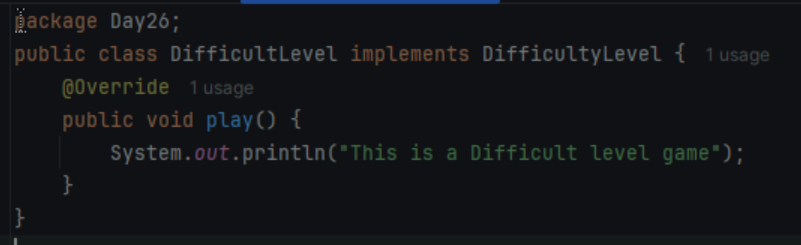 package Day26;
public class DifficultLevel implements DifficultyLevel { 1 usage
@Override 1 usage
public void play() {
System.out.println("This is a Difficult level game");
}
}